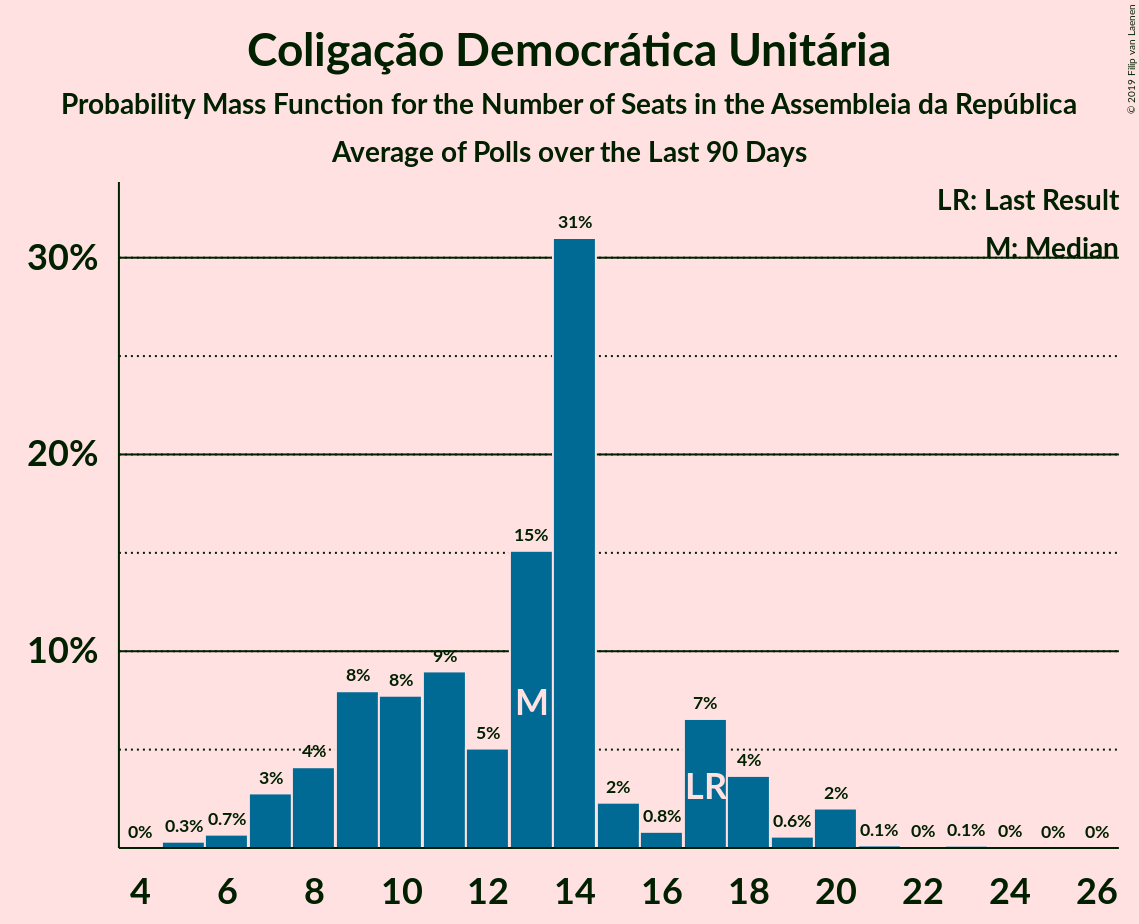 Coligação Democrática Unitária
Probability Mass Function for the Number of Seats in the Assembleia da República
Average of Polls over the Last 90 Days
© 2019 Filip van Laenen
LR: Last Result
M: Median
30%
20%
10%
0%
0.3%
0.7%
3%
4%
8%
8%
9%
5%
15%
31%
2%
0.8%
7%
4%
0.6%
2%
0.1%
0%
0.1%
0%
0%
0%
M
LR
4 6 8 10 12 14 16 18 20 22 24 26